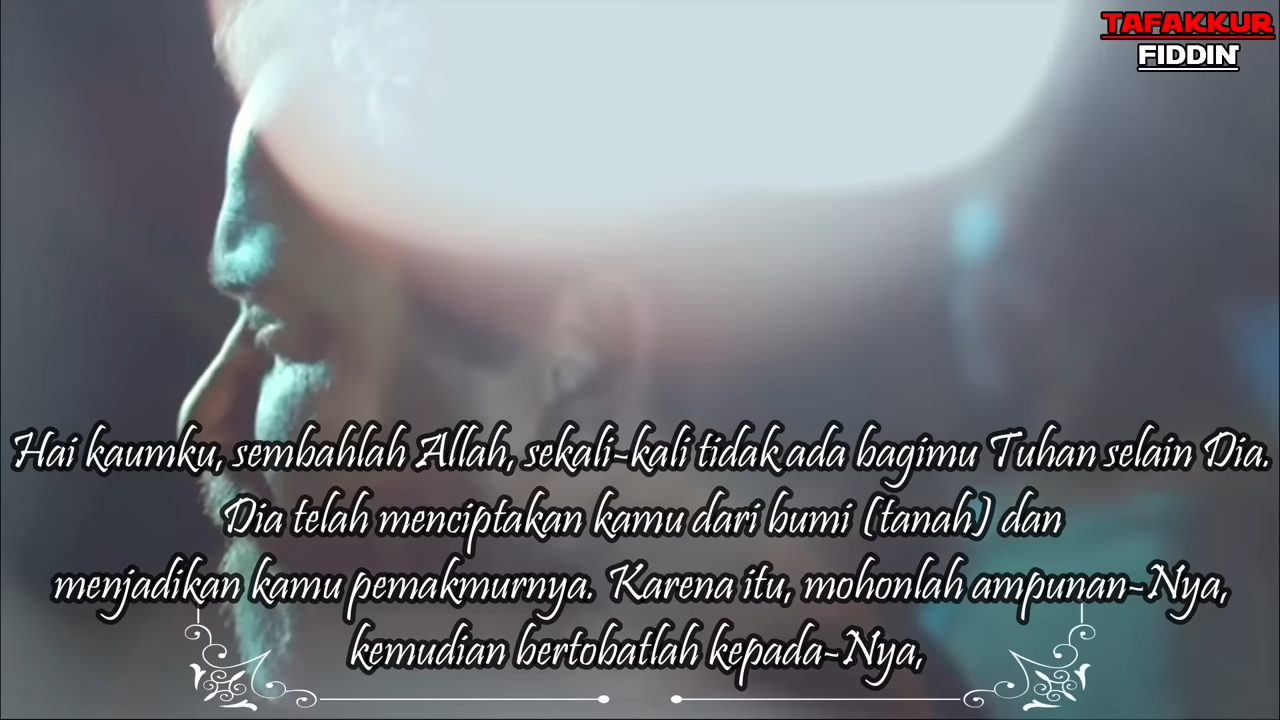 TAFAKKUR
FIDDIN
Hai kaumku, sembahlah Allah, sekali-kali tidak ada bagimu Tuhan selain Dia.
Dia telah menciptakan kamu dari bumi (tanah) dan
menjadikan kamu pemakmurnya. Karena itu, mohonlah ampunan-Nya,
kemudian bertobatlah kepada-Nya,